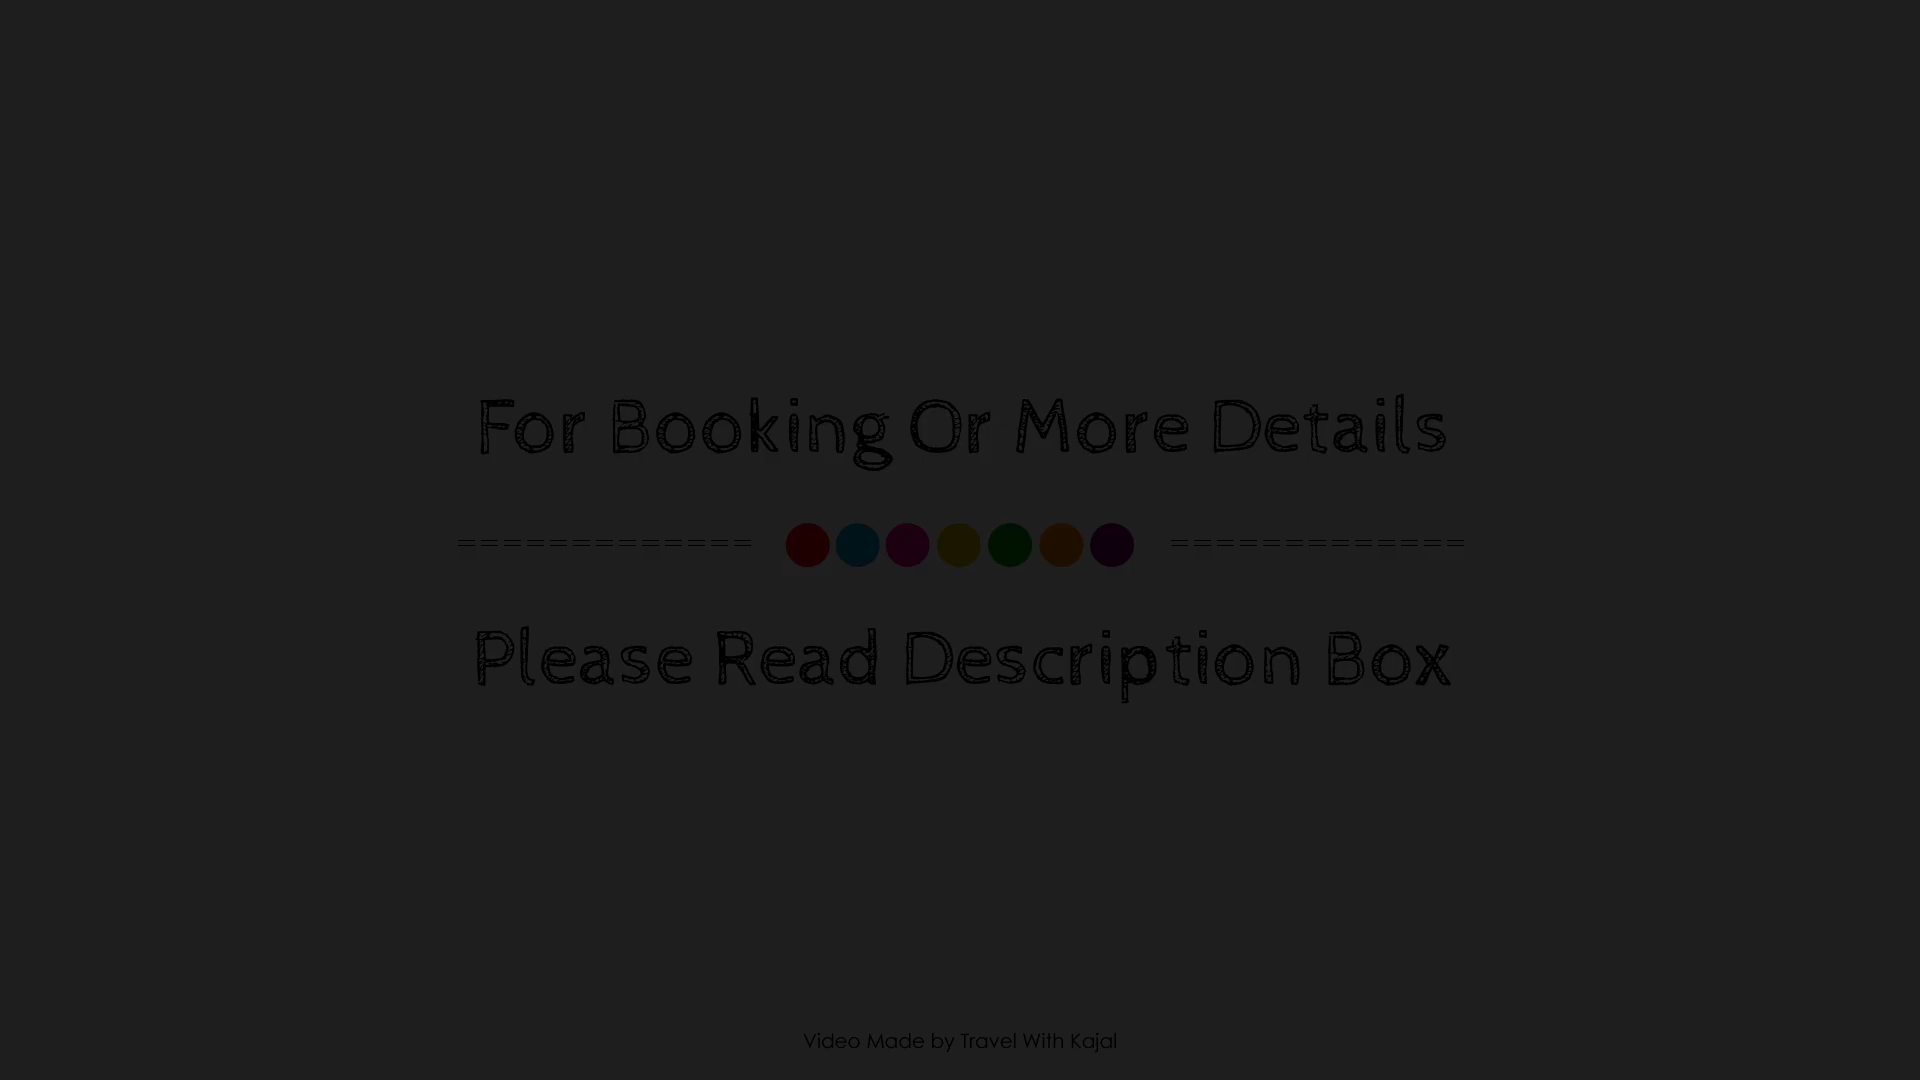 For Booking Or More Details
============= =============
Please Read Description Box
Video Made by Travel With Kajal